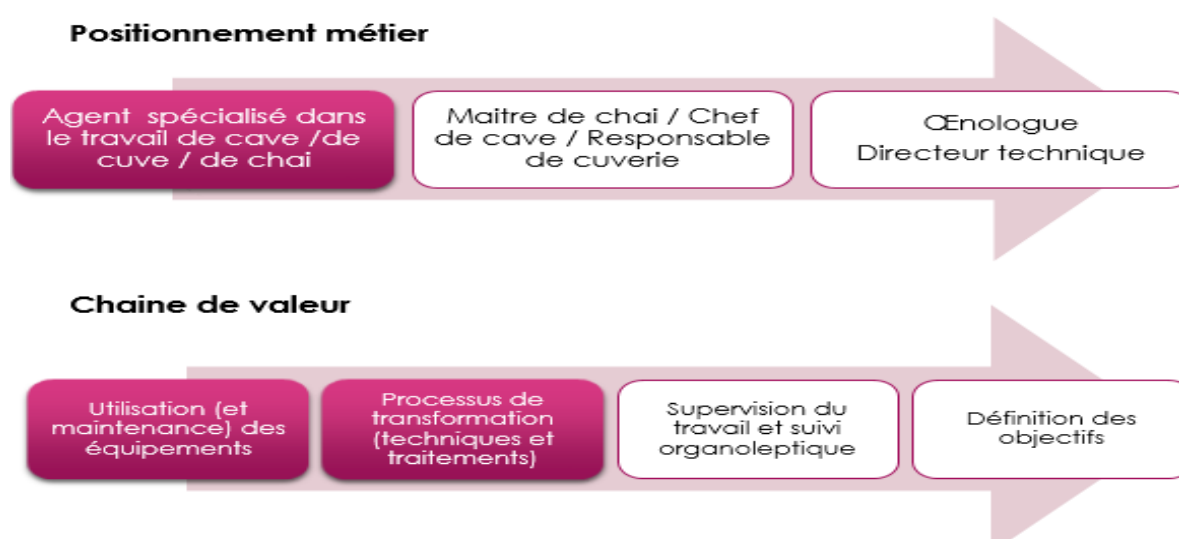 Positionnement métier
Agent spécialisé dans
le travail de cave /de
cuve / de chai
Maitre de chai / Chef
de cave / Responsable
de cuverie
Œnologue
Directeur technique
Chaine de valeur
Utilisation (et
maintenance) des
équipements
Processus de
transformation
(techniques et
traitements)
Supervision du
travail et suivi
organoleptique
Définition des
objectifs